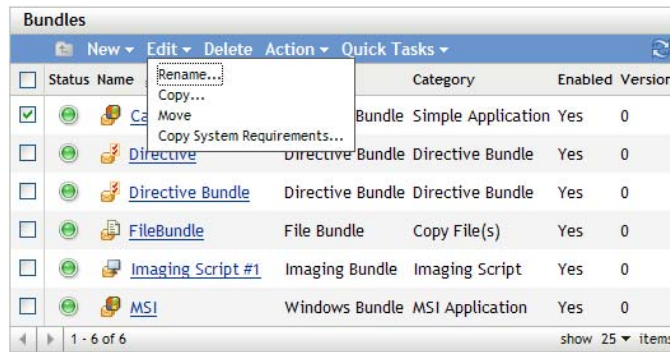 Bundles
New Edit Delete Action Quick Tasks
Status Name Category Enabled Version
Rename...
Copy...
Move
Copy System Requirements...
Ca Bundle Simple Application Yes 0
Directive Directive Bundle Directive Bundle Yes 0
Directive Bundle Directive Bundle Directive Bundle Yes 0
FileBundle File Bundle Copy File(s) Yes 0
Imaging Script #1 Imaging Bundle Imaging Script Yes 0
MSI Windows Bundle MSI Application Yes 0
1 - 6 of 6 show 25 items